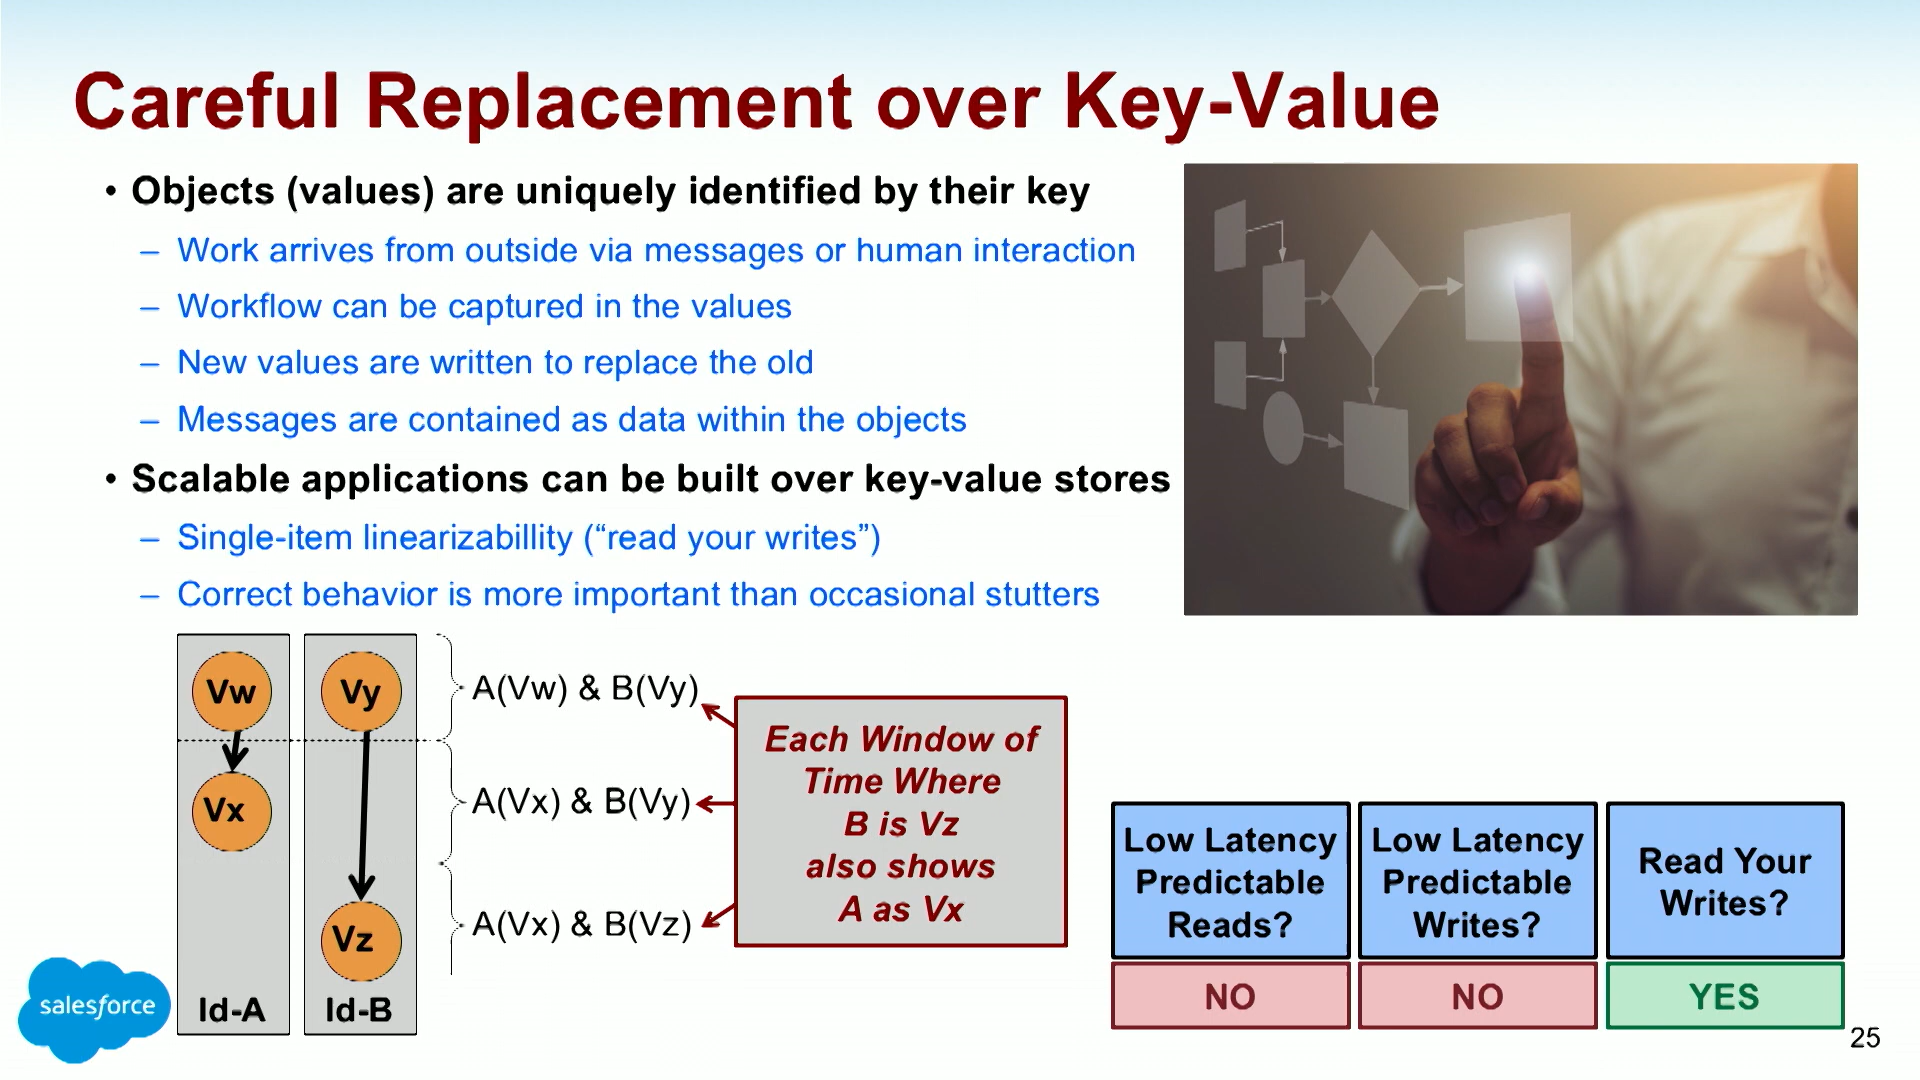 Careful Replacement over Key-Value
• Objects (values) are uniquely identified by their key
– Work arrives from outside via messages or human interaction
– Workflow can be captured in the values
– New values are written to replace the old
– Messages are contained as data within the objects
• Scalable applications can be built over key-value stores
– Single-item linearizabillity (“read your writes”)
– Correct behavior is more important than occasional stutters
Vw
Vx
Id-A
Vy
Vz
Id-B
A(Vw) & B(Vy)
A(Vx) & B(Vy)
A(Vx) & B(Vz)
Each Window of
Time Where
B is Vz
also shows
A as Vx
Low Latency
Predictable
Reads?
NO
Low Latency
Predictable
Writes?
NO
Read Your
Writes?
YES
salesforce
25